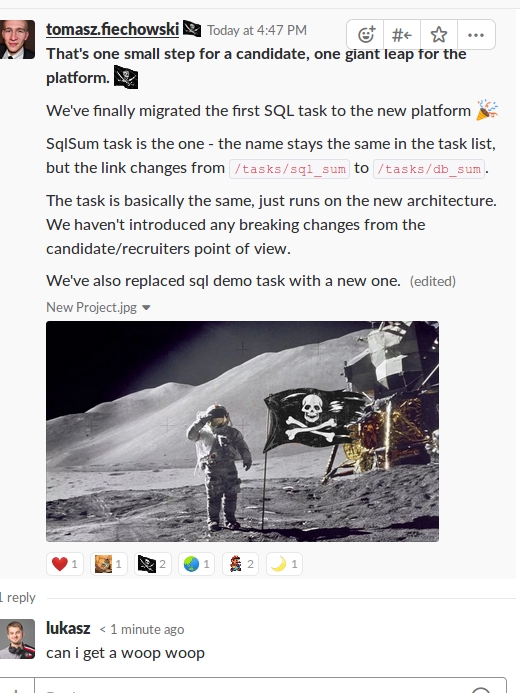 tomasz.fiechowski Today at 4:47 PM
That's one small step for a candidate, one giant leap for the
platform.
We've finally migrated the first SQL task to the new platform
SqlSum task is the one - the name stays the same in the task list,
but the link changes from /tasks/sql_sum to /tasks/db_sum.
The task is basically the same, just runs on the new architecture.
We haven't introduced any breaking changes from the
candidate/recruiters point of view.
We've also replaced sql demo task with a new one. (edited)
New Project.jpg
1 1 2 1 2 1
1 reply
lukasz < 1 minute ago
can i get a woop woop